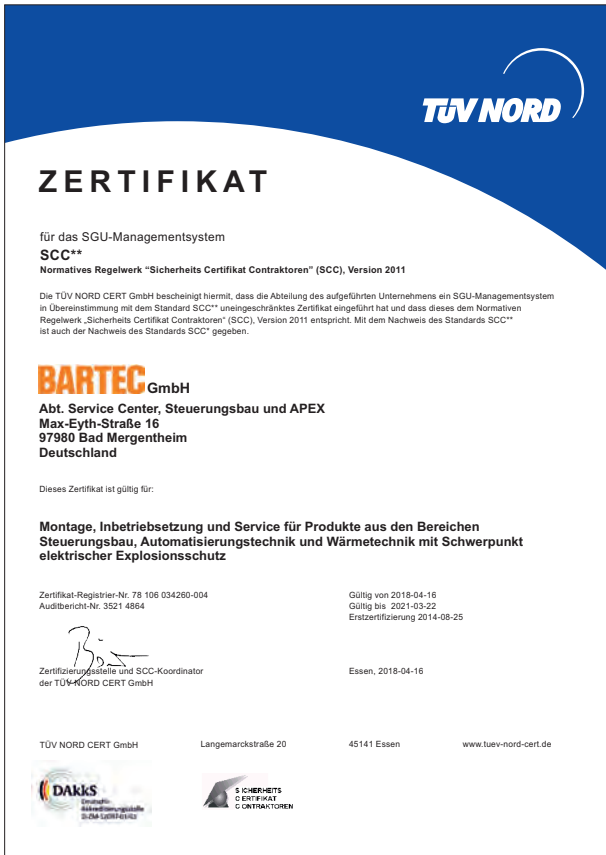 TÜV NORD
ZERTIFIKAT
für das SGU-Managementsystem
SCC**
Normatives Regelwerk “Sicherheits Certifikat Contraktoren” (SCC), Version 2011
Die TÜV NORD CERT GmbH bescheinigt hiermit, dass die Abteilung des aufgeführten Unternehmens ein SGU-Managementsystem
in Übereinstimmung mit dem Standard SCC** uneingeschränktes Zertifikat eingeführt hat und dass dieses dem Normativen
Regelwerk „Sicherheits Certifikat Contraktoren“ (SCC), Version 2011 entspricht. Mit dem Nachweis des Standards SCC**
ist auch der Nachweis des Standards SCC* gegeben.
BARTEC GmbH
Abt. Service Center, Steuerungsbau und APEX
Max-Eyth-Straße 16
97980 Bad Mergentheim
Deutschland
Dieses Zertifikat ist gültig für:
Montage, Inbetriebsetzung und Service für Produkte aus den Bereichen
Steuerungsbau, Automatisierungstechnik und Wärmetechnik mit Schwerpunkt
elektrischer Explosionsschutz
Zertifikat-Registrier-Nr. 78 106 034260-004 Gültig von 2018-04-16
Auditbericht-Nr. 3521 4864 Gültig bis 2021-03-22
Erstzertifizierung 2014-08-25
Zertifizierungsstelle und SCC-Koordinator Essen, 2018-04-16
der TÜV NORD CERT GmbH
TÜV NORD CERT GmbH Langemarckstraße 20 45141 Essen www.tuev-nord-cert.de
DAkkS
Deutsche
Akkreditierungsstelle
SICHERHEITS
CERTIFIKAT
CONTRAKTOREN